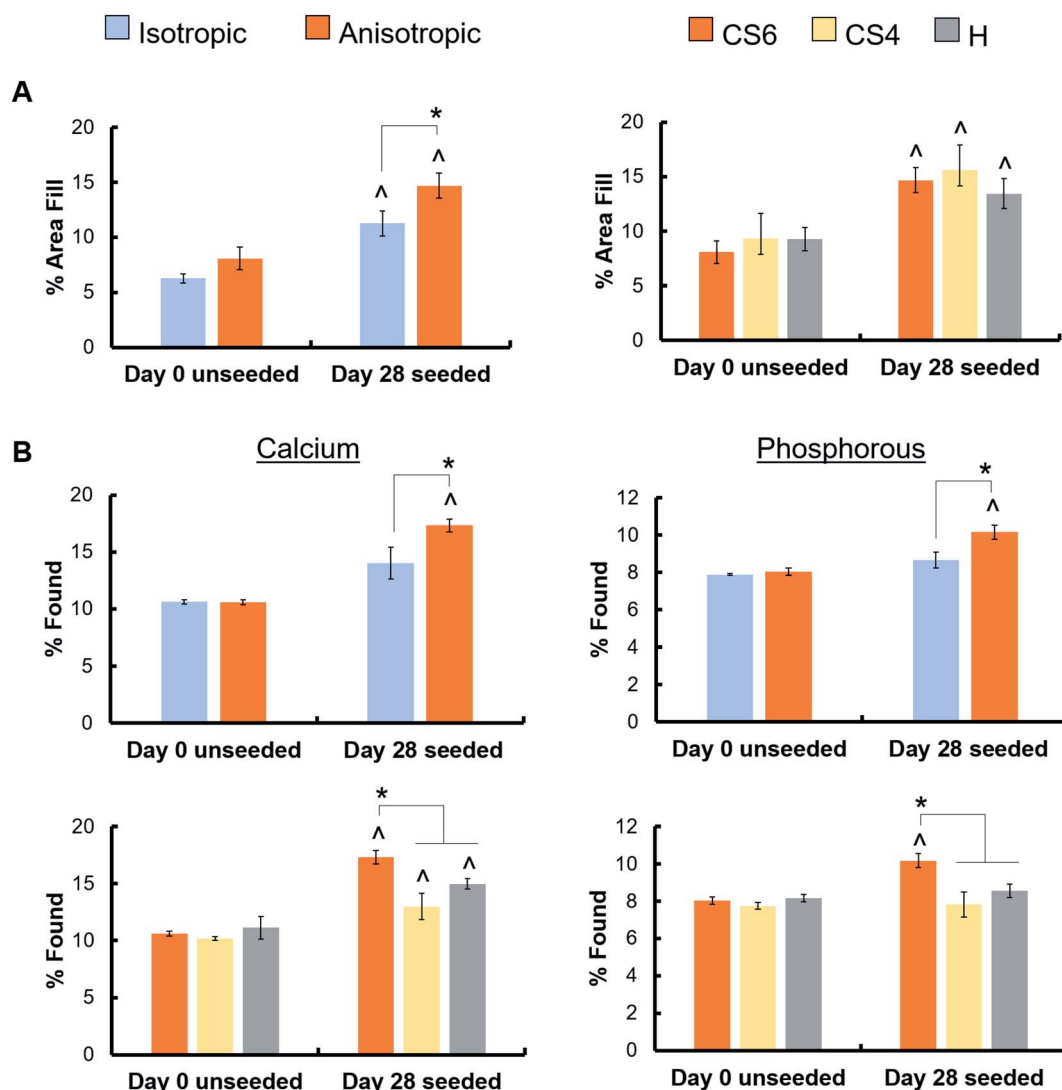 Isotropic Anisotropic CS6 CS4 H
A
20
15
10
5
0
% Area Fill
^
^
*
Day 0 unseeded Day 28 seeded
20
15
10
5
0
% Area Fill
^ ^ ^
Day 0 unseeded Day 28 seeded
B
Calcium
20
15
10
5
0
% Found
*
^
Day 0 unseeded Day 28 seeded
Phosphorous
12
10
8
6
4
2
0
% Found
*
^
Day 0 unseeded Day 28 seeded
20
15
10
5
0
% Found
*
^ ^ ^
Day 0 unseeded Day 28 seeded
12
10
8
6
4
2
0
% Found
*
^
Day 0 unseeded Day 28 seeded